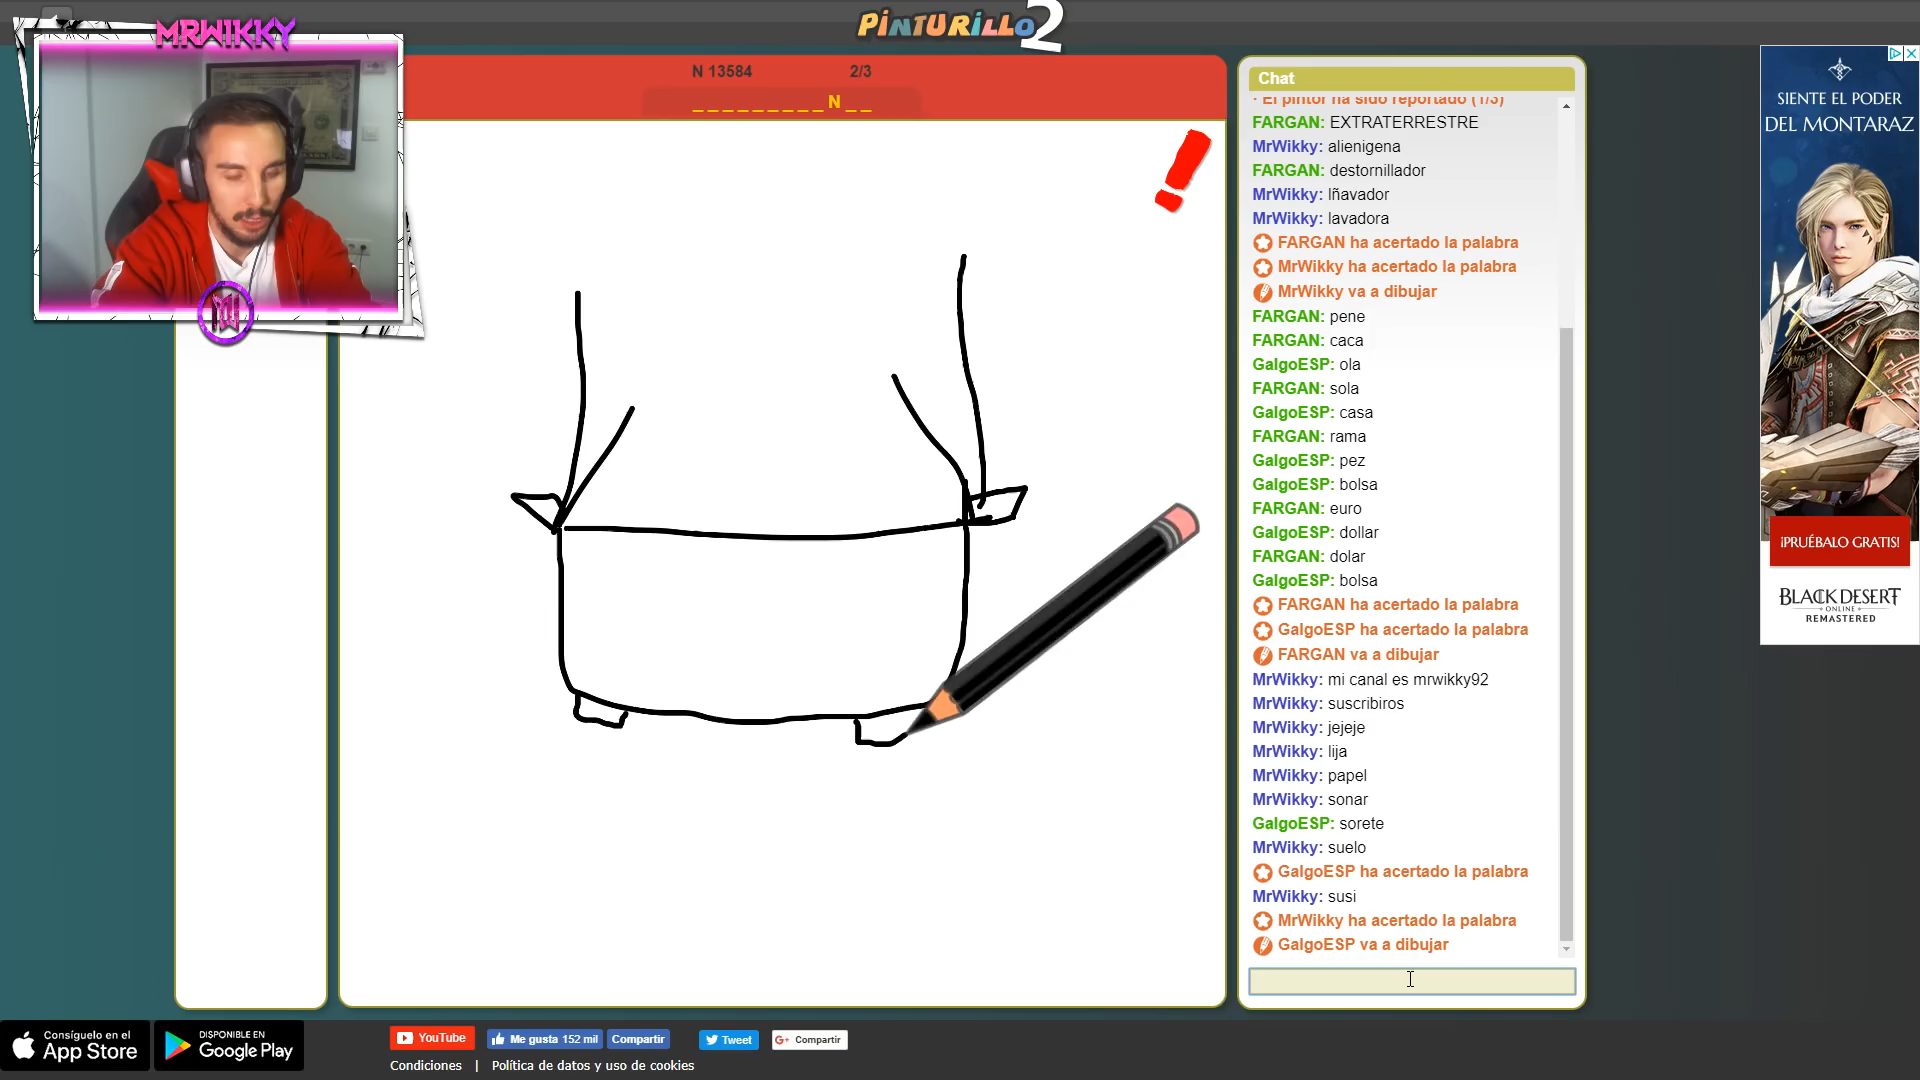 MRWIKKY
PINTURILLO 2
N 13584 2/3
_ _ _ _ _ _ _ _ _ N _ _
Chat
· El pintor ha sido reportado (1/3)
FARGAN: EXTRATERRESTRE
MrWikky: alienigena
FARGAN: destornillador
MrWikky: lñavador
MrWikky: lavadora
FARGAN ha acertado la palabra
MrWikky ha acertado la palabra
MrWikky va a dibujar
FARGAN: pene
FARGAN: caca
GalgoESP: ola
FARGAN: sola
GalgoESP: casa
FARGAN: rama
GalgoESP: pez
GalgoESP: bolsa
FARGAN: euro
GalgoESP: dollar
FARGAN: dolar
GalgoESP: bolsa
FARGAN ha acertado la palabra
GalgoESP ha acertado la palabra
FARGAN va a dibujar
MrWikky: mi canal es mrwikky92
MrWikky: suscribiros
MrWikky: jejeje
MrWikky: lija
MrWikky: papel
MrWikky: sonar
GalgoESP: sorete
MrWikky: suelo
GalgoESP ha acertado la palabra
MrWikky: susi
MrWikky ha acertado la palabra
GalgoESP va a dibujar
SIENTE EL PODER
DEL MONTARAZ
¡PRUÉBALO GRATIS!
BLACK DESERT
ONLINE
REMASTERED
Consíguelo en el
App Store
DISPONIBLE EN
Google Play
YouTube
Me gusta 152 mil
Compartir
Tweet
G+ Compartir
Condiciones | Política de datos y uso de cookies